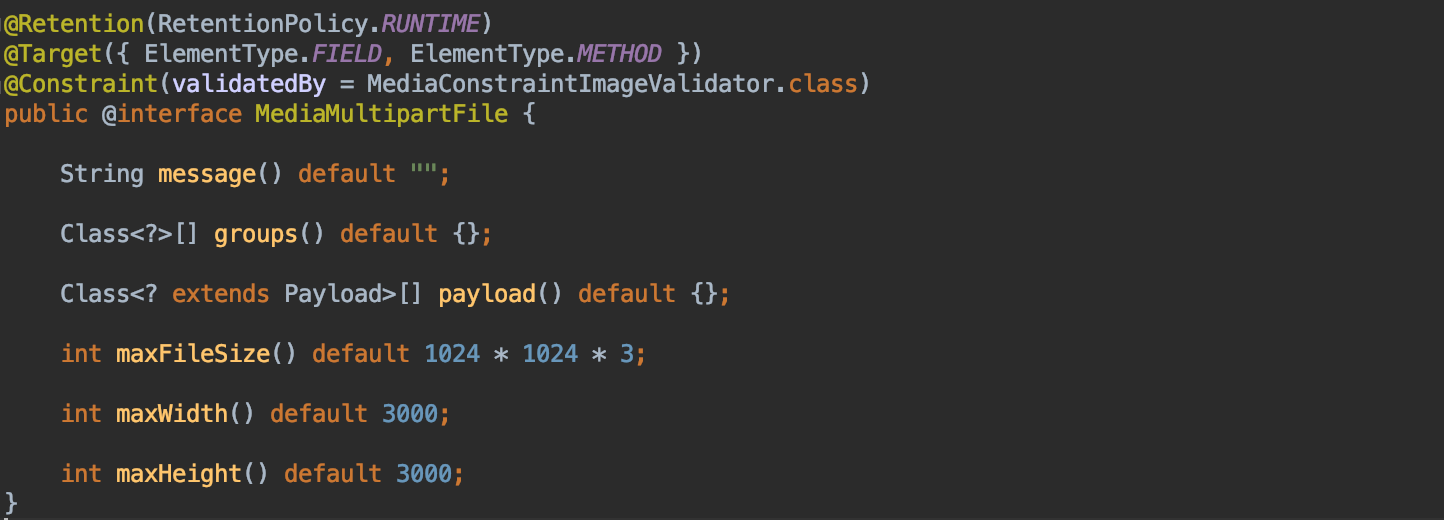 @Retention(RetentionPolicy.RUNTIME)
@Target({ ElementType.FIELD, ElementType.METHOD })
@Constraint(validatedBy = MediaConstraintImageValidator.class)
public @interface MediaMultipartFile {
String message() default "";
Class<?>[] groups() default {};
Class<? extends Payload>[] payload() default {};
int maxFileSize() default 1024 * 1024 * 3;
int maxWidth() default 3000;
int maxHeight() default 3000;
}